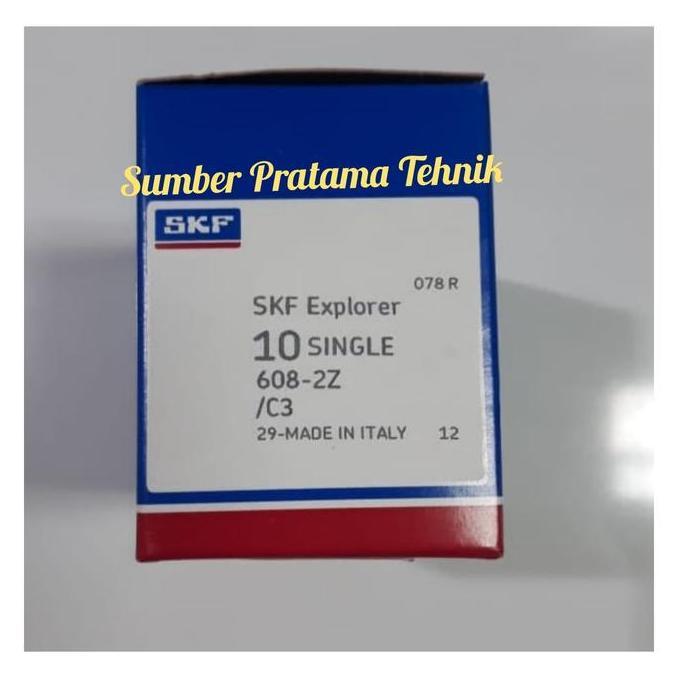 Sumber Pratama Tehnik
SKF
078 R
SKF Explorer
10 SINGLE
608-2Z
/C3
29-MADE IN ITALY 12